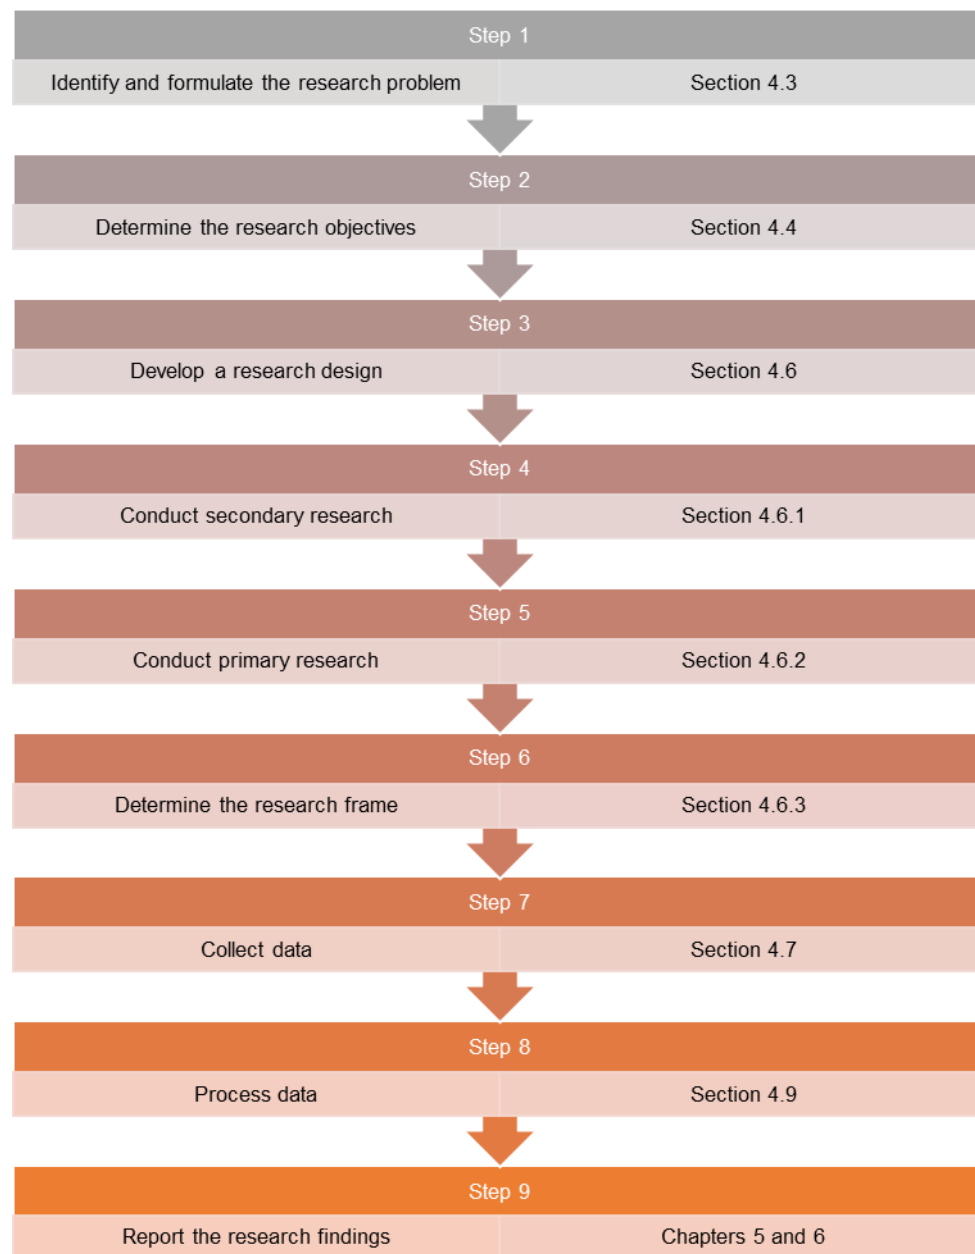 Step 1
Identify and formulate the research problem
Section 4.3
Step 2
Determine the research objectives
Section 4.4
Step 3
Develop a research design
Section 4.6
Step 4
Conduct secondary research
Section 4.6.1
Step 5
Conduct primary research
Section 4.6.2
Step 6
Determine the research frame
Section 4.6.3
Step 7
Collect data
Section 4.7
Step 8
Process data
Section 4.9
Step 9
Report the research findings
Chapters 5 and 6